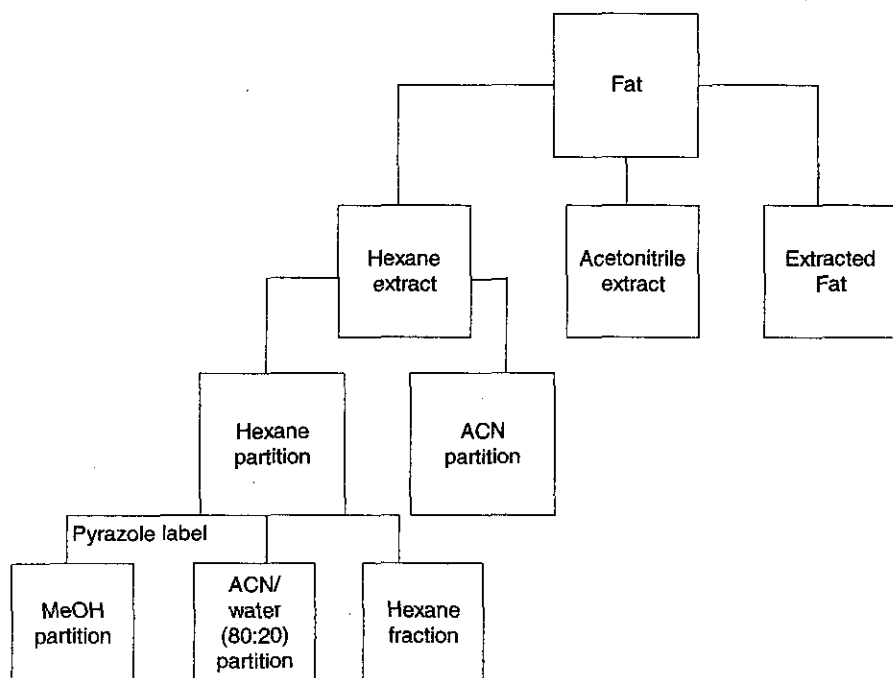 Fat
Hexane
extract
Acetonitrile
extract
Extracted
Fat
Hexane
partition
ACN
partition
Pyrazole label
MeOH
partition
ACN/
water
(80:20)
partition
Hexane
fraction